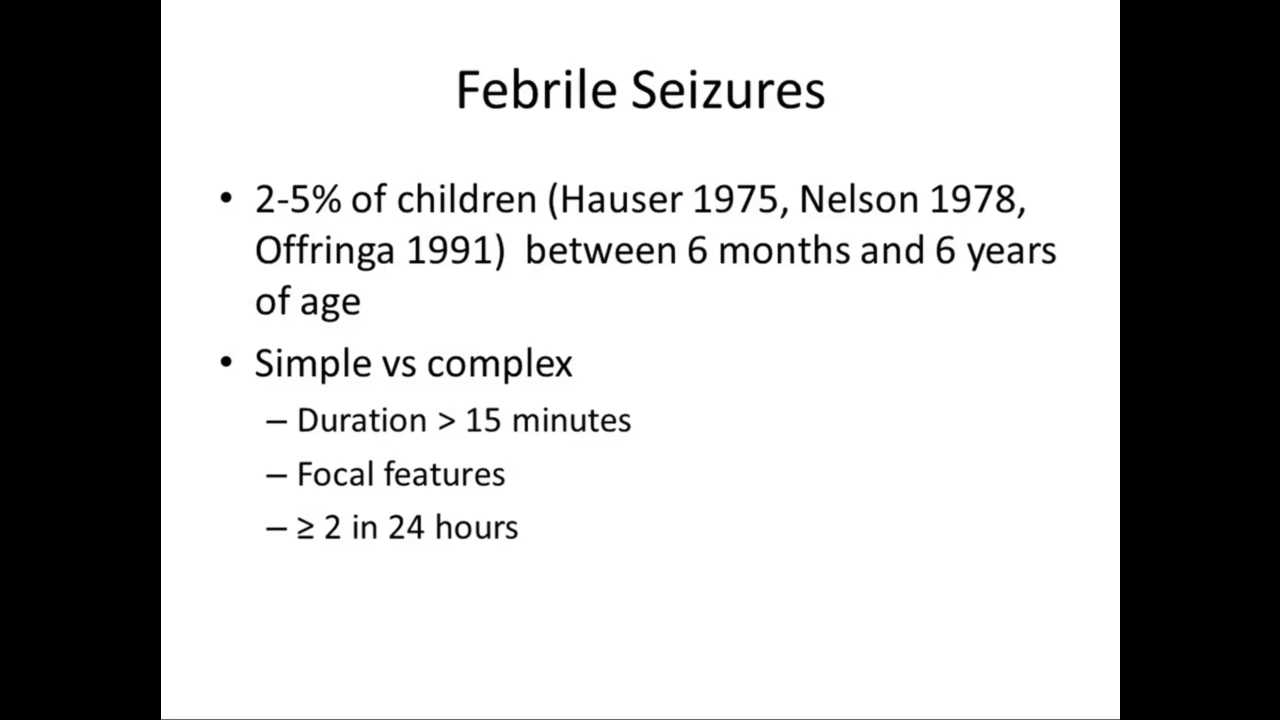 Febrile Seizures
• 2-5% of children (Hauser 1975, Nelson 1978,
Offringa 1991)  between 6 months and 6 years
of age
• Simple vs complex
– Duration > 15 minutes
– Focal features
– ≥ 2 in 24 hours